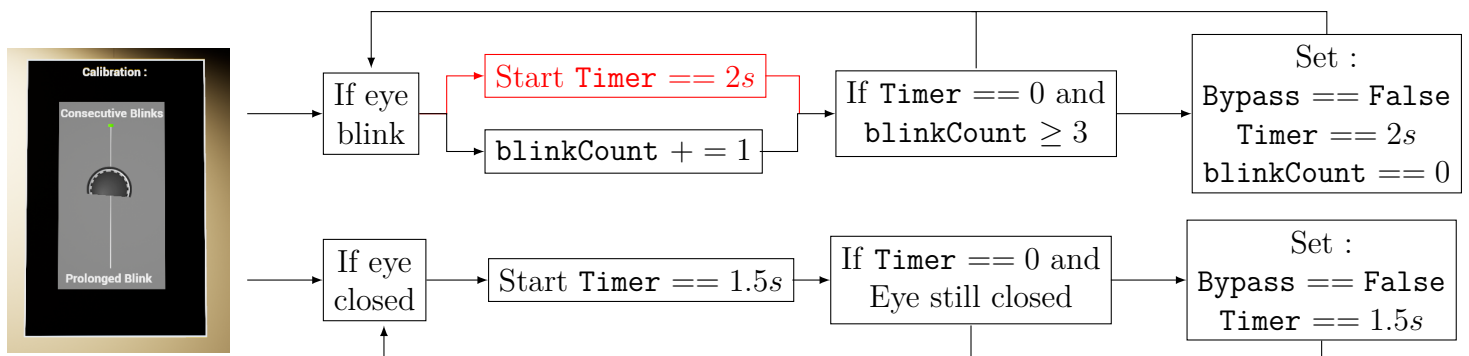 Calibration :
Consecutive Blinks
Prolonged Blink
If eye
blink
Start Timer == 2s
blinkCount + = 1
If Timer == 0 and
blinkCount ≥ 3
Set :
Bypass == False
Timer == 2s
blinkCount == 0
If eye
closed
Start Timer == 1.5s
If Timer == 0 and
Eye still closed
Set :
Bypass == False
Timer == 1.5s